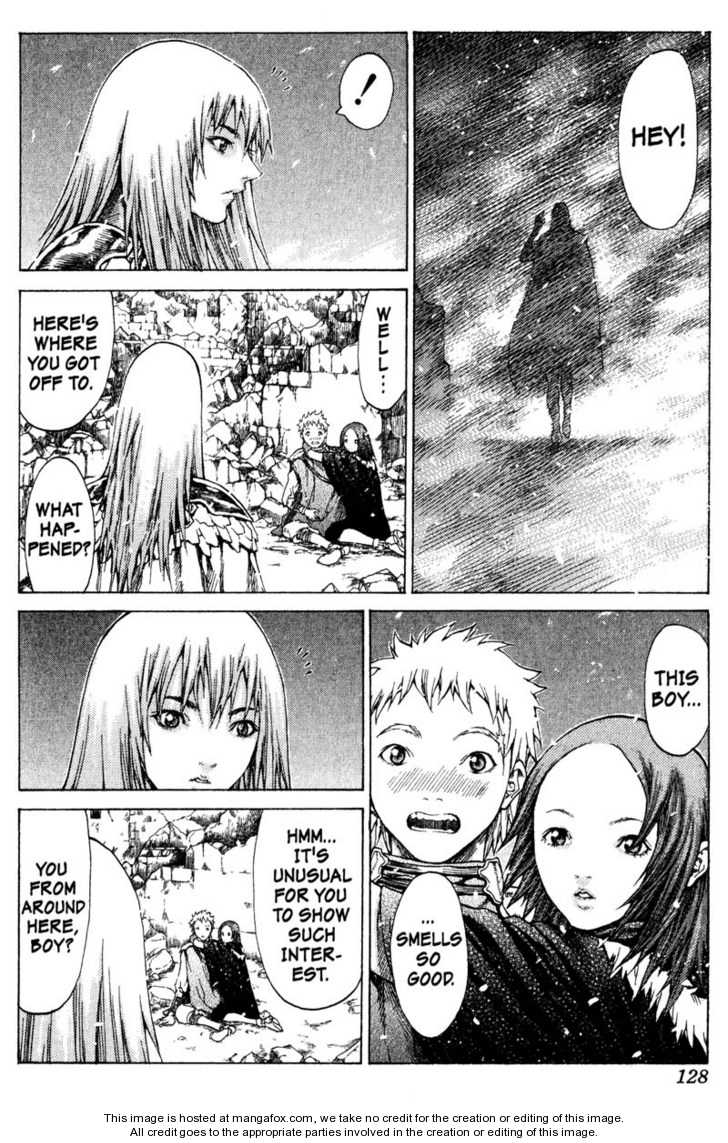 HEY!
!
WELL...
HERE'S
WHERE
YOU GOT
OFF TO.
WHAT
HAP-
PENED?
THIS
BOY...
...
SMELLS
SO
GOOD.
HMM...
IT'S
UNUSUAL
FOR YOU
TO SHOW
SUCH
INTER-
EST.
YOU
FROM
AROUND
HERE,
BOY?
128
This image is hosted at mangafox.com, we take no credit for the creation or editing of this image.
All credit goes to the appropriate parties involved in the creation or editing of this image.